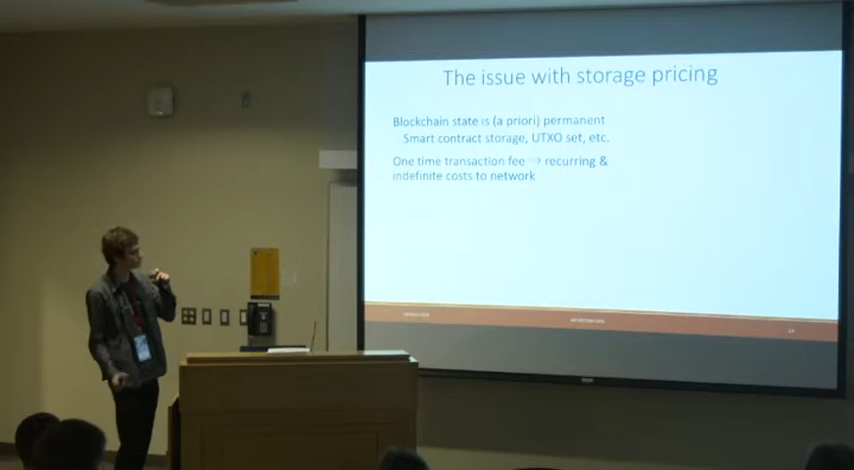 The issue with storage pricing
Blockchain state is (a priori) permanent
Smart contract storage, UTXO set, etc.
One time transaction fee ⇒ recurring &
indefinite costs to network